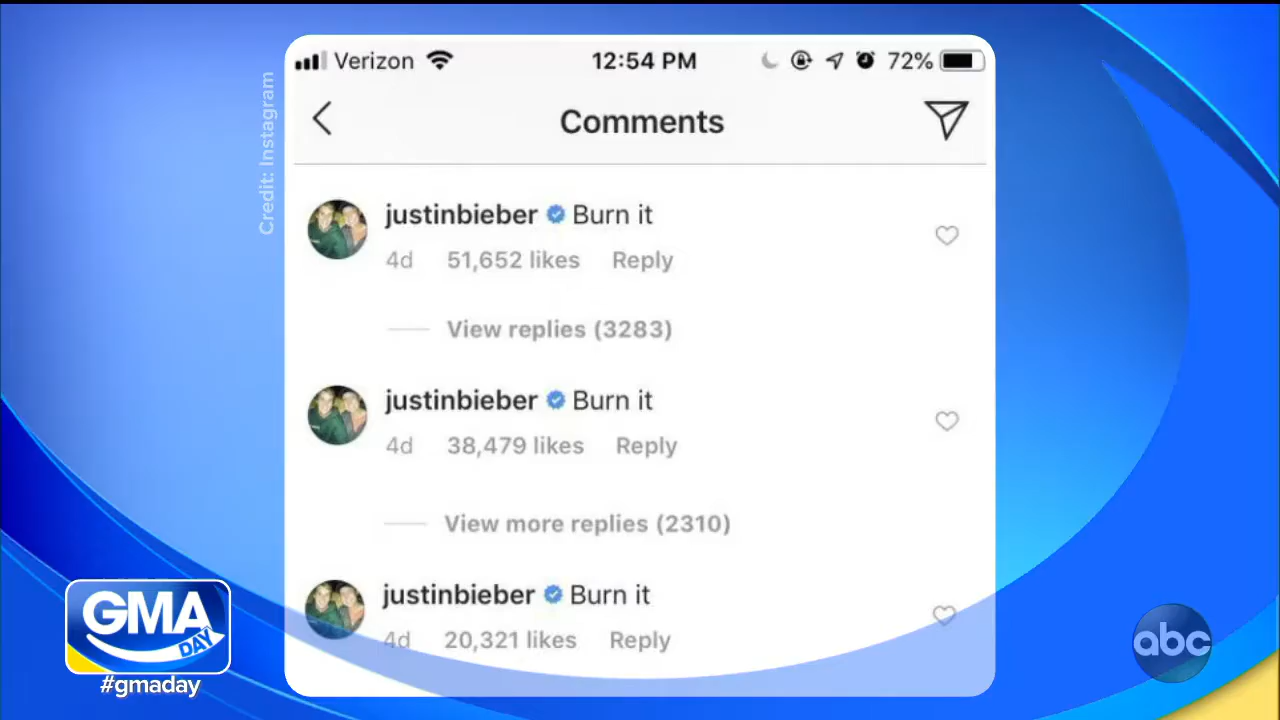 Verizon 12:54 PM 72%
Comments
Credit: Instagram
justinbieber Burn it
4d 51,652 likes Reply
View replies (3283)
justinbieber Burn it
4d 38,479 likes Reply
View more replies (2310)
justinbieber Burn it
4d 20,321 likes Reply
GMA
DAY
#gmaday
abc